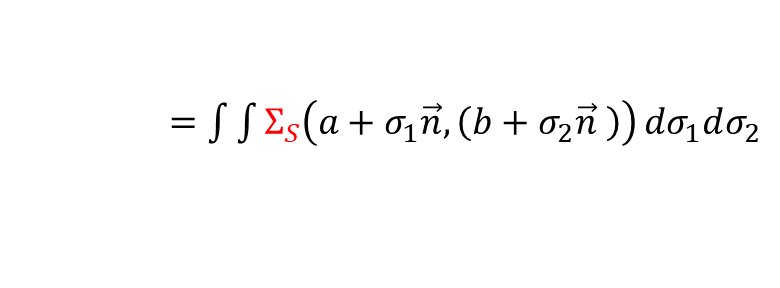 = ∫ ∫ Σ_S(a + σ₁n⃗, (b + σ₂n⃗ )) dσ₁dσ₂